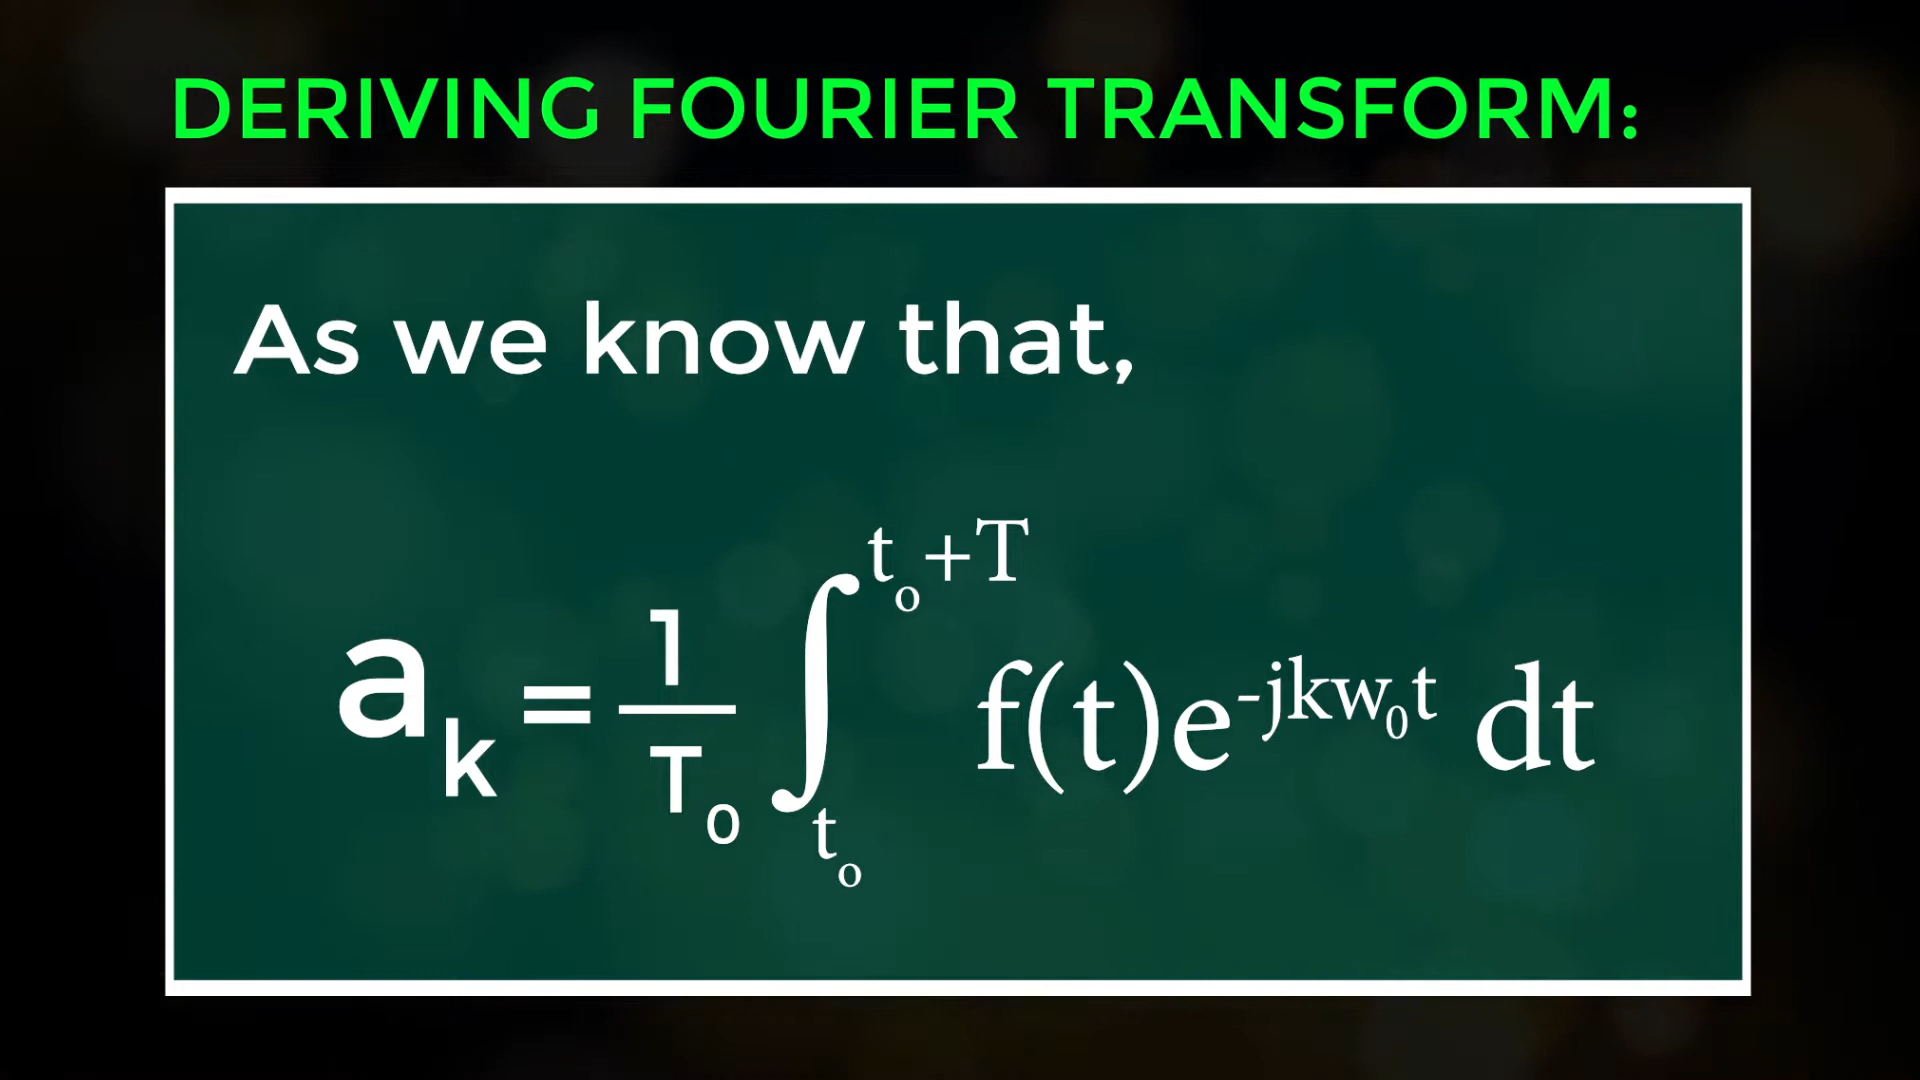 DERIVING FOURIER TRANSFORM:
As we know that,
a_k = 1/T_0 ∫_{t_o}^{t_o+T} f(t)e^{-jkw_0t} dt